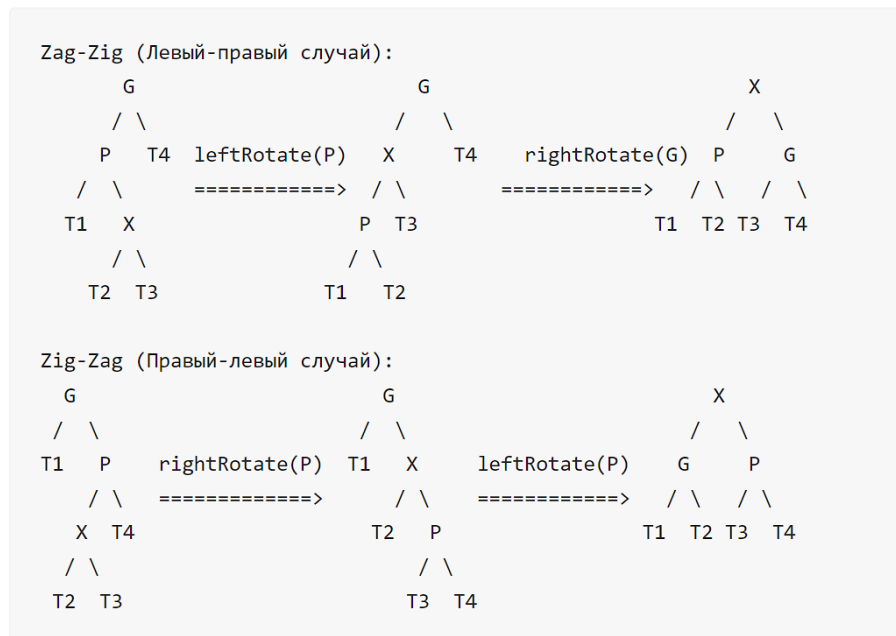 Zag-Zig (Левый-правый случай):
       G                        G                           X
      / \                     /   \                       /   \
     P   T4  leftRotate(P)   X     T4    rightRotate(G)  P     G
   /  \      ============>  / \        ============>   / \   /  \
  T1   X                   P  T3                    T1  T2 T3  T4
      / \                 / \
    T2  T3              T1   T2
Zig-Zag (Правый-левый случай):
  G                          G                           X
 /  \                      /  \                        /   \
T1   P    rightRotate(P)  T1   X     leftRotate(P)    G     P
    / \   =============>      / \    ============>   / \   / \
   X  T4                    T2   P                 T1  T2 T3  T4
  / \                           / \
 T2  T3                        T3  T4